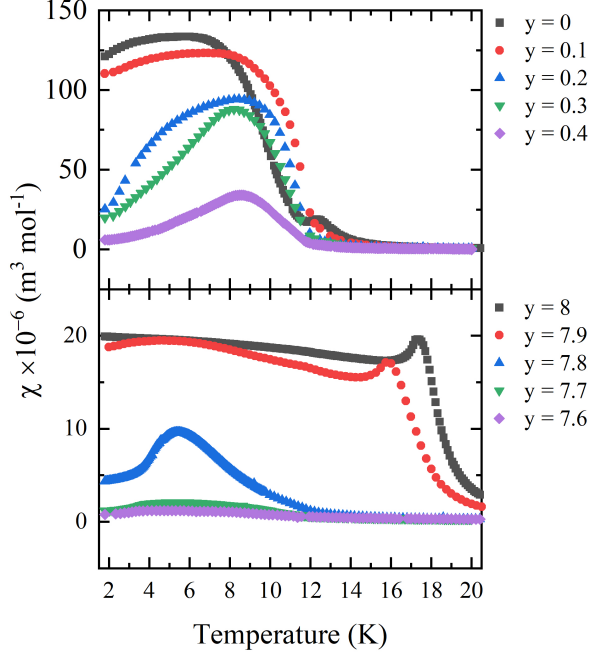 150
100
50
0
y = 0
y = 0.1
y = 0.2
y = 0.3
y = 0.4
χ ×10⁻⁶ (m³ mol⁻¹)
20
10
0
y = 8
y = 7.9
y = 7.8
y = 7.7
y = 7.6
2 4 6 8 10 12 14 16 18 20
Temperature (K)